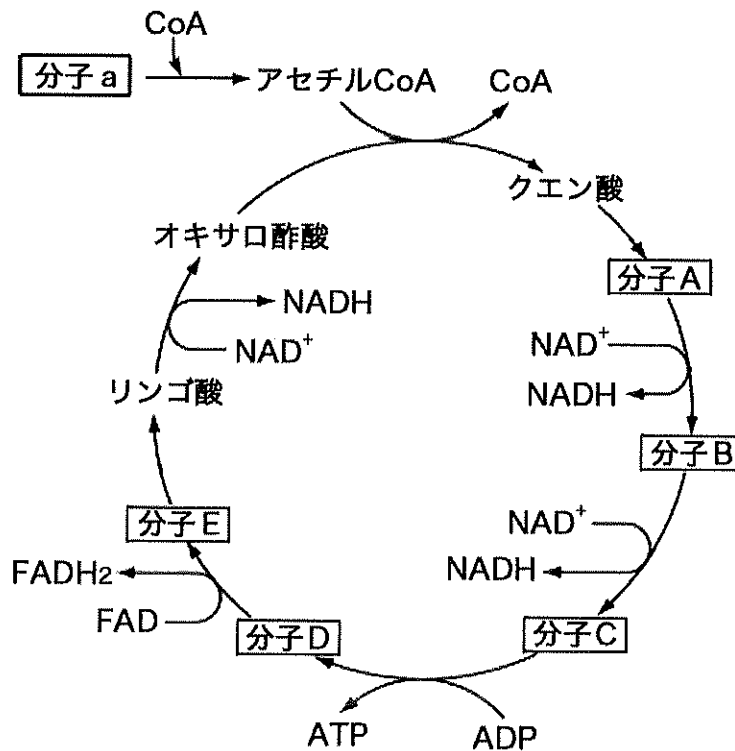 CoA
分子a
アセチルCoA
CoA
クエン酸
オキサロ酢酸
分子A
NADH
NAD⁺
NAD⁺
NADH
リンゴ酸
分子B
分子E
NAD⁺
NADH
FADH₂
FAD
分子D
分子C
ATP
ADP